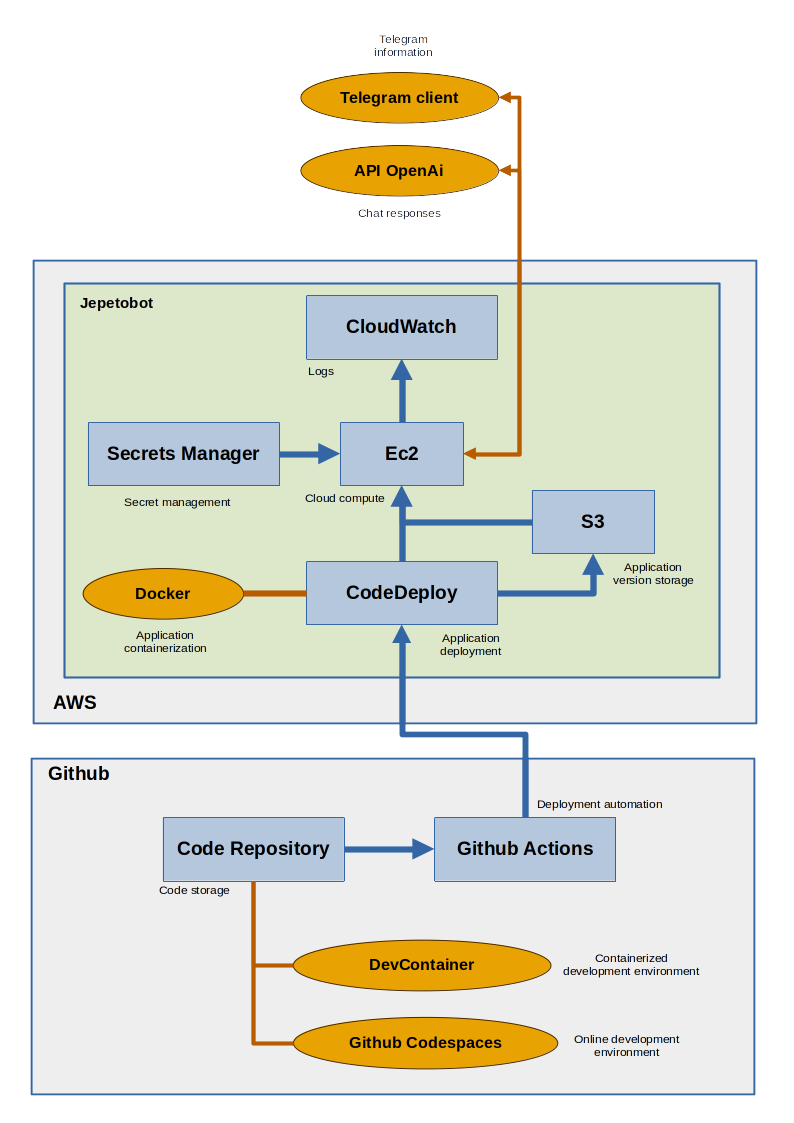 Telegram
information
Telegram client
API OpenAi
Chat responses
Jepetobot
CloudWatch
Logs
Secrets Manager
Ec2
Secret management
Cloud compute
S3
Application
version storage
Docker
CodeDeploy
Application
containerization
Application
deployment
AWS
Github
Deployment automation
Code Repository
Github Actions
Code storage
DevContainer
Containerized
development environment
Github Codespaces
Online development
environment